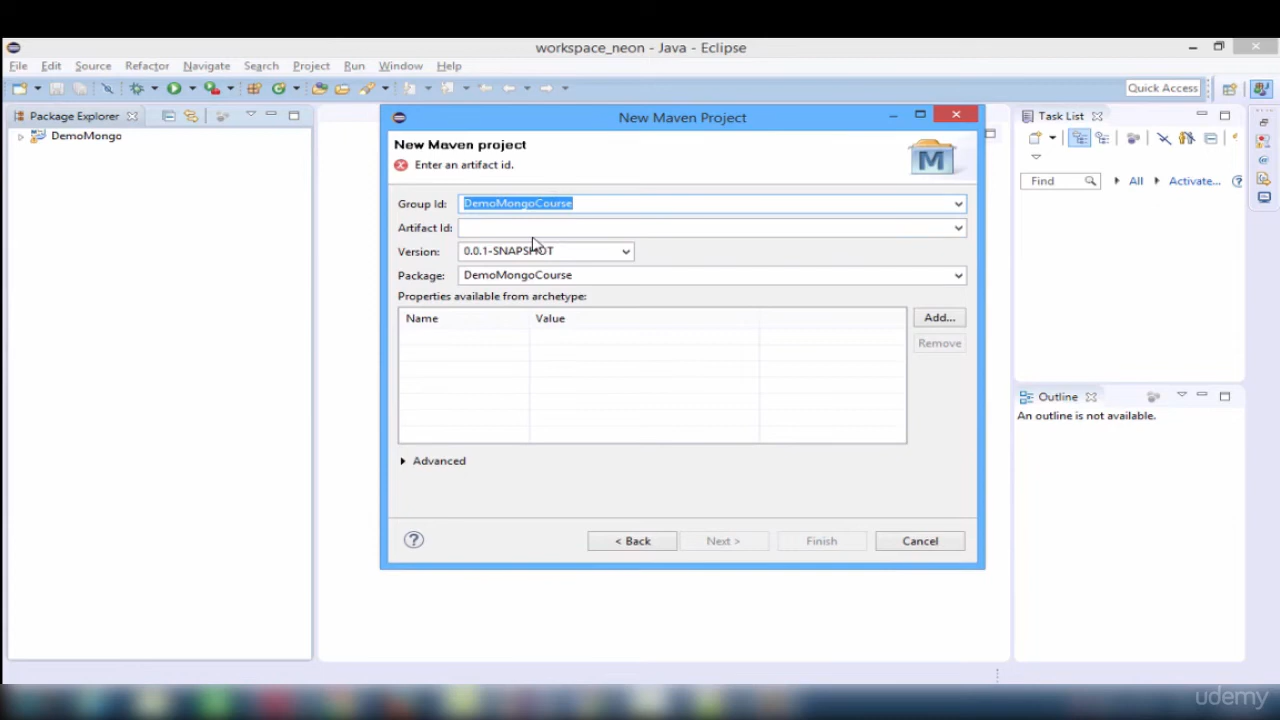 workspace_neon - Java - Eclipse
File Edit Source Refactor Navigate Search Project Run Window Help
Quick Access
Package Explorer
DemoMongo
New Maven Project
New Maven project
Enter an artifact id.
M
Group Id: DemoMongoCourse
Artifact Id:
Version: 0.0.1-SNAPSHOT
Package: DemoMongoCourse
Properties available from archetype:
Name Value
Add...
Remove
Advanced
< Back Next > Finish Cancel
Task List
Find All Activate...
Outline
An outline is not available.
udemy